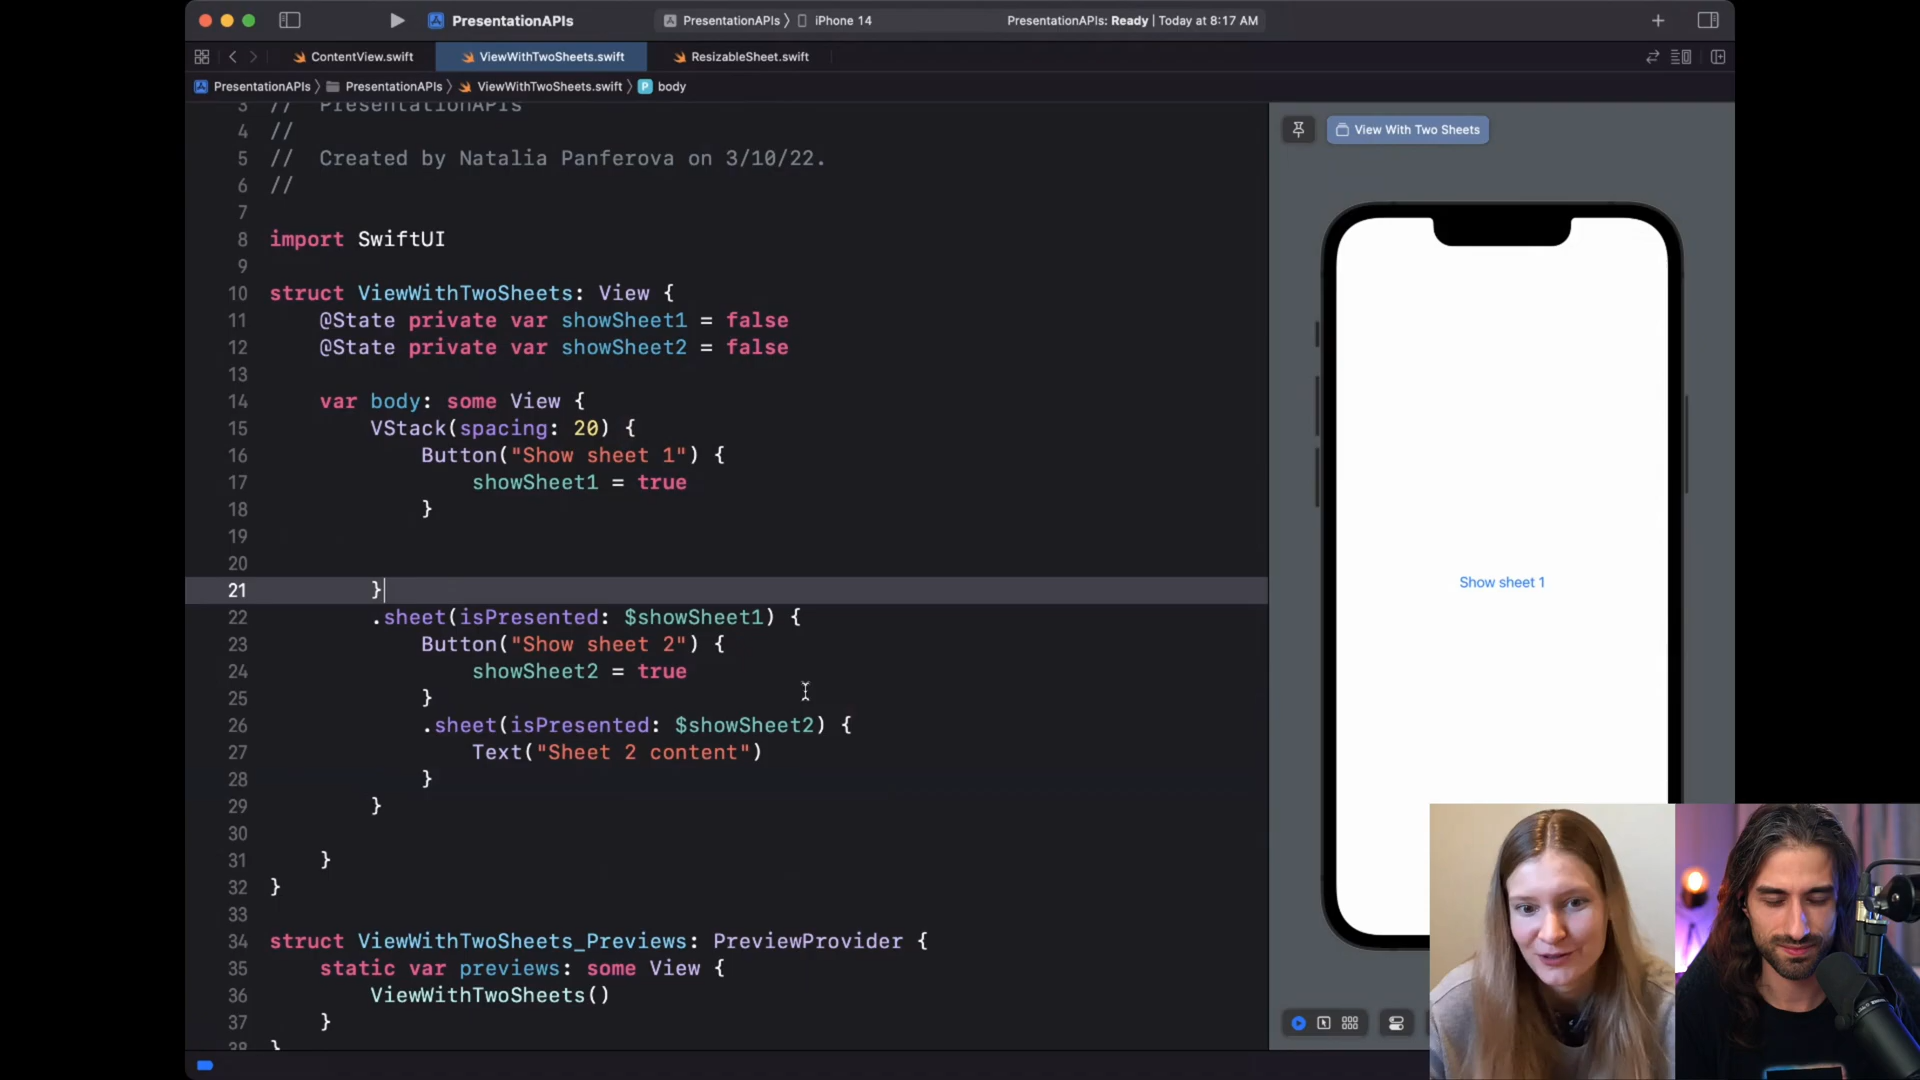 PresentationAPIs
PresentationAPIs 〉 iPhone 14
PresentationAPIs: Ready | Today at 8:17 AM
ContentView.swift
ViewWithTwoSheets.swift
ResizableSheet.swift
PresentationAPIs 〉 PresentationAPIs 〉 ViewWithTwoSheets.swift 〉 P body
3 // PresentationAPIs
4 //
5 // Created by Natalia Panferova on 3/10/22.
6 //
7
8 import SwiftUI
9
10 struct ViewWithTwoSheets: View {
11 @State private var showSheet1 = false
12 @State private var showSheet2 = false
13
14 var body: some View {
15 VStack(spacing: 20) {
16 Button("Show sheet 1") {
17 showSheet1 = true
18 }
19
20
21 }
22 .sheet(isPresented: $showSheet1) {
23 Button("Show sheet 2") {
24 showSheet2 = true
25 }
26 .sheet(isPresented: $showSheet2) {
27 Text("Sheet 2 content")
28 }
29 }
30
31 }
32 }
33
34 struct ViewWithTwoSheets_Previews: PreviewProvider {
35 static var previews: some View {
36 ViewWithTwoSheets()
37 }
38 }
View With Two Sheets
Show sheet 1